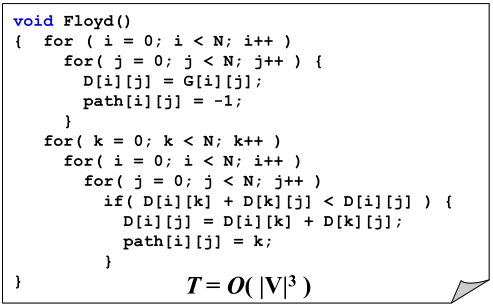 void Floyd()
{  for ( i = 0; i < N; i++ )
     for( j = 0; j < N; j++ ) {
       D[i][j] = G[i][j];
       path[i][j] = -1;
     }
   for( k = 0; k < N; k++ )
     for( i = 0; i < N; i++ )
       for( j = 0; j < N; j++ )
         if( D[i][k] + D[k][j] < D[i][j] ) {
           D[i][j] = D[i][k] + D[k][j];
           path[i][j] = k;
         }
} T = O( |V|³ )